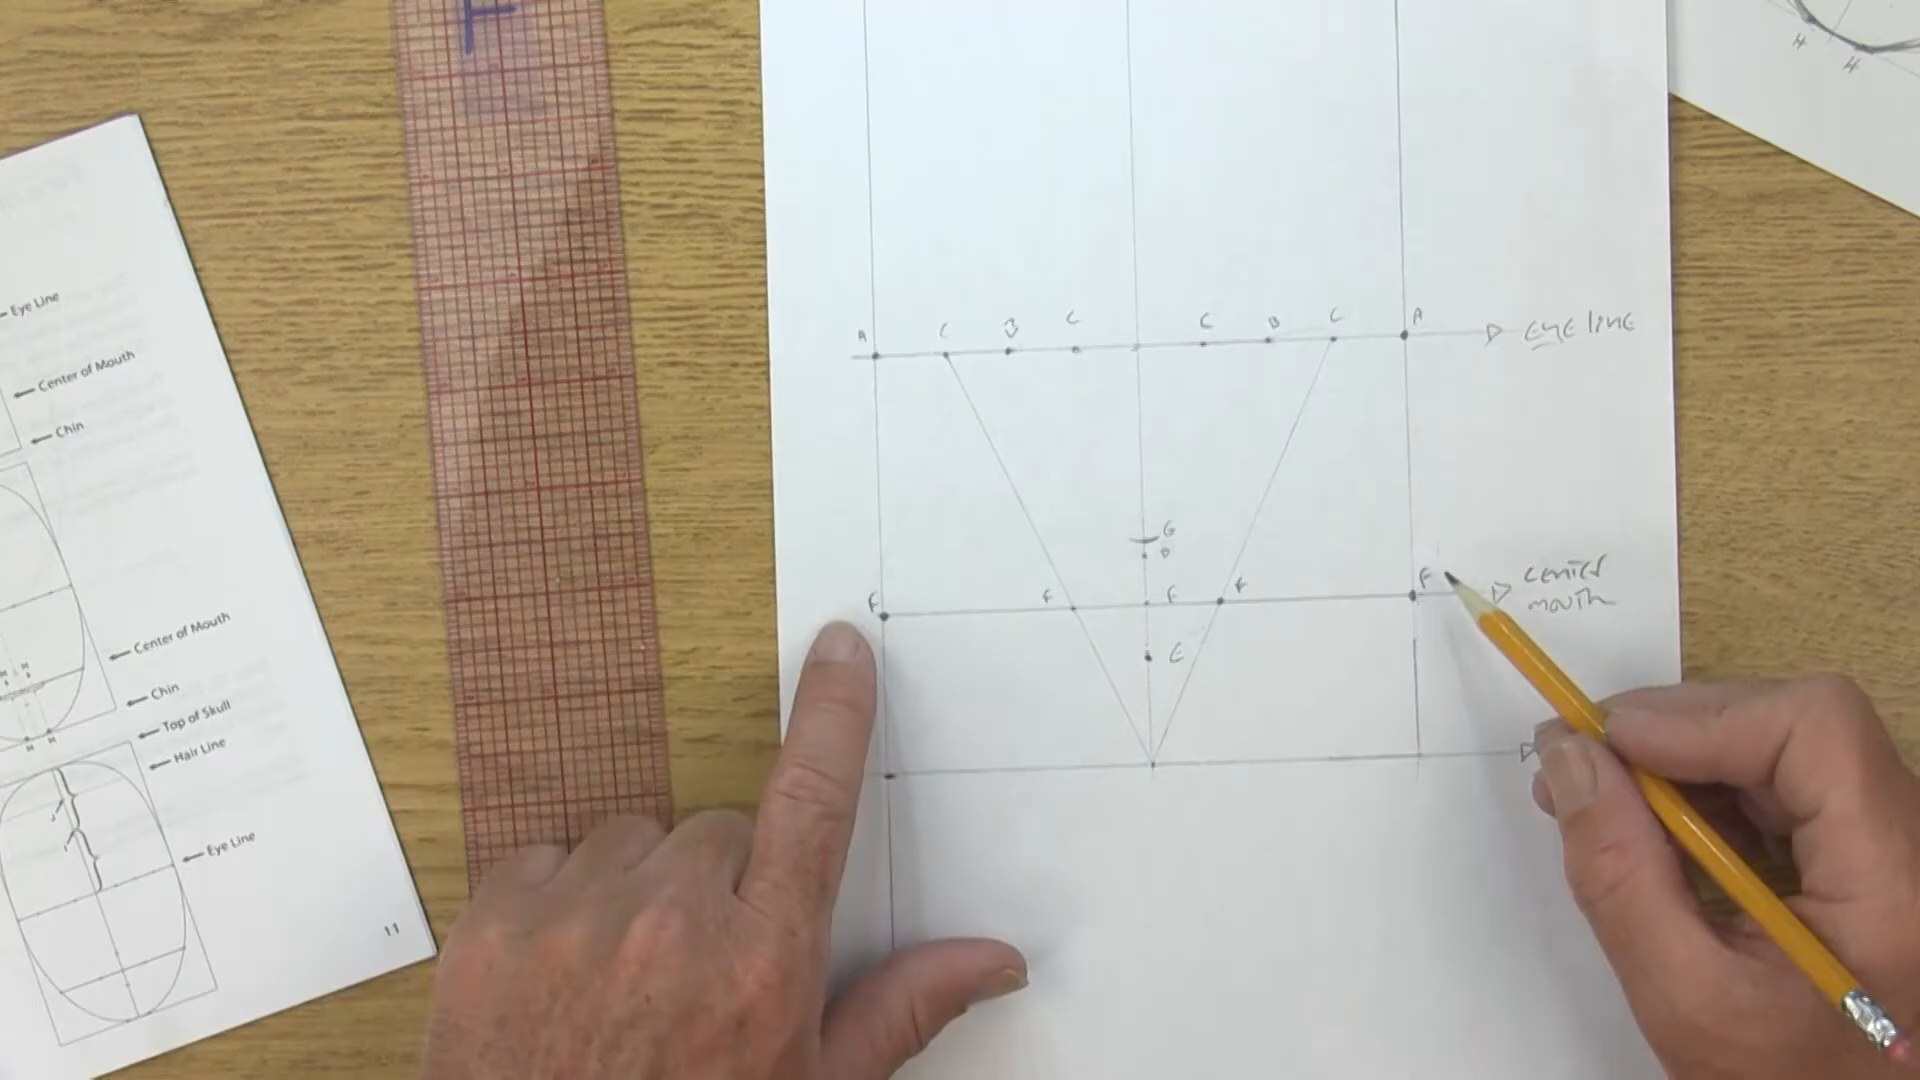 Eye Line
Center of Mouth
Chin
Center of Mouth
Chin
Top of Skull
Hair Line
Eye Line
11
H
H
H
H
A C B C C B C A EyE linE
G
D
F F F F F CENTER
mouth
E